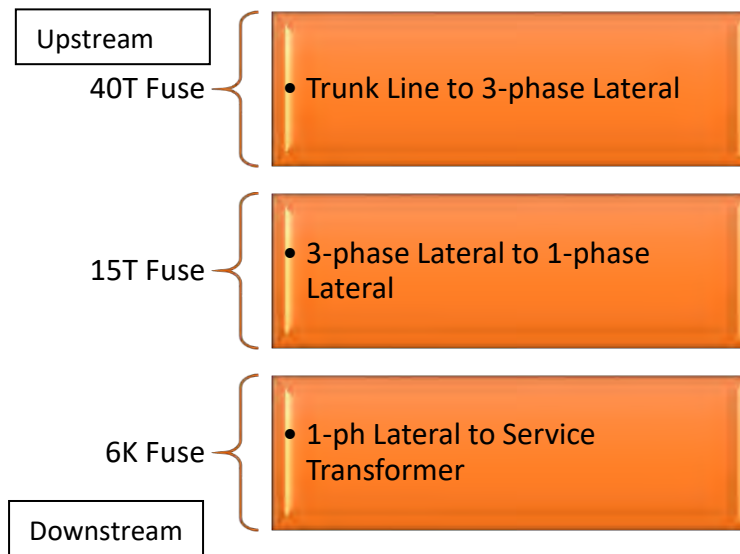 Upstream
40T Fuse
• Trunk Line to 3-phase Lateral
15T Fuse
• 3-phase Lateral to 1-phase
Lateral
6K Fuse
• 1-ph Lateral to Service
Transformer
Downstream